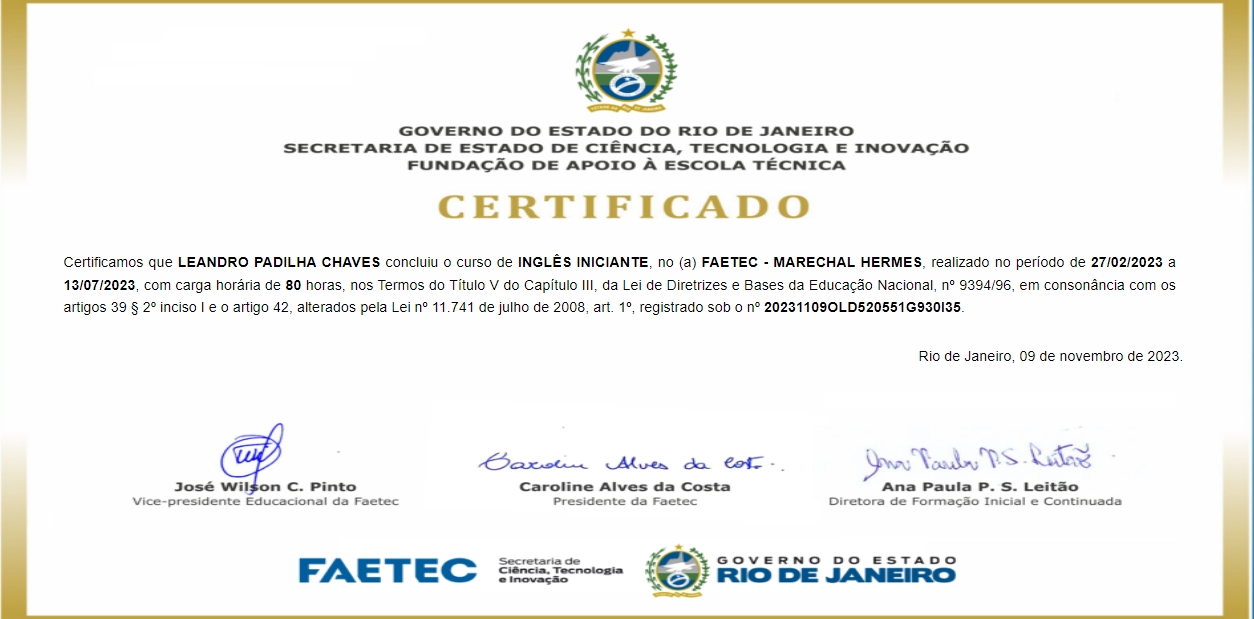 GOVERNO DO ESTADO DO RIO DE JANEIRO
SECRETARIA DE ESTADO DE CIÊNCIA, TECNOLOGIA E INOVAÇÃO
FUNDAÇÃO DE APOIO À ESCOLA TÉCNICA
CERTIFICADO
Certificamos que LEANDRO PADILHA CHAVES concluiu o curso de INGLÊS INICIANTE, no (a) FAETEC - MARECHAL HERMES, realizado no período de 27/02/2023 a
13/07/2023, com carga horária de 80 horas, nos Termos do Título V do Capítulo III, da Lei de Diretrizes e Bases da Educação Nacional, nº 9394/96, em consonância com os
artigos 39 § 2º inciso I e o artigo 42, alterados pela Lei nº 11.741 de julho de 2008, art. 1º, registrado sob o nº 20231109OLD520551G930I35.
Rio de Janeiro, 09 de novembro de 2023.
Alves da
José Wilson C. Pinto
Vice-presidente Educacional da Faetec
Caroline Alves da Costa
Presidente da Faetec
Ana Paula P. S. Leitão
Diretora de Formação Inicial e Continuada
FAETEC
Secretaria de
Ciência, Tecnologia
e Inovação
GOVERNO DO ESTADO
RIO DE JANEIRO